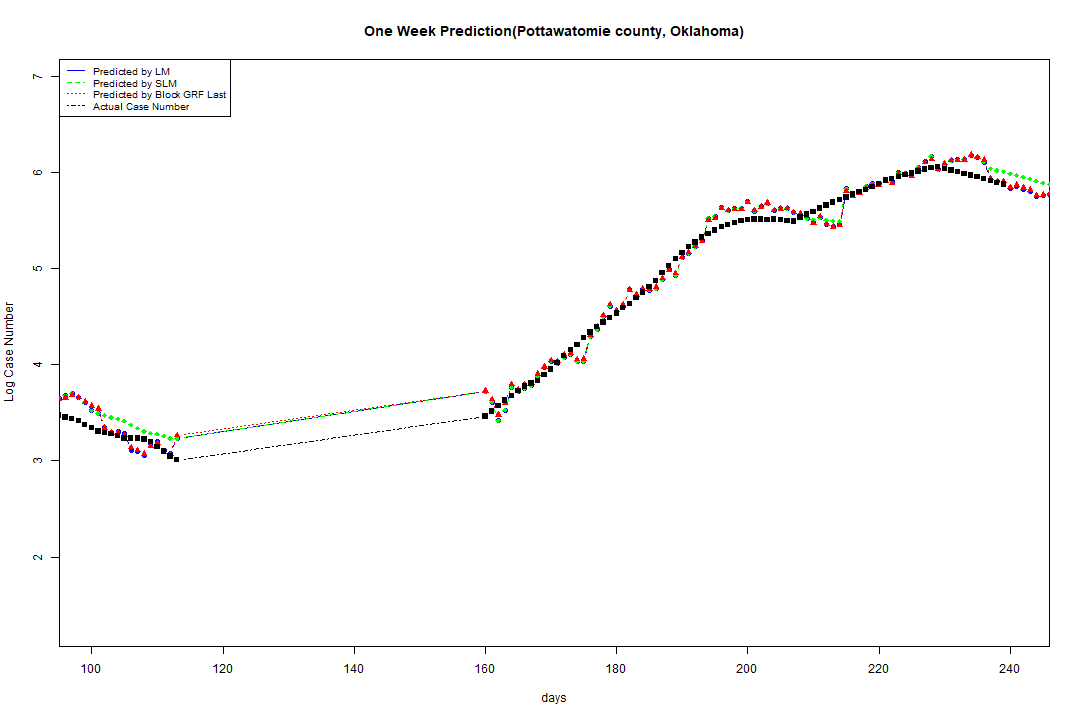 One Week Prediction(Pottawatomie county, Oklahoma)
Predicted by LM
Predicted by SLM
Predicted by Block GRF Last
Actual Case Number
7
6
5
4
3
2
Log Case Number
100 120 140 160 180 200 220 240
days